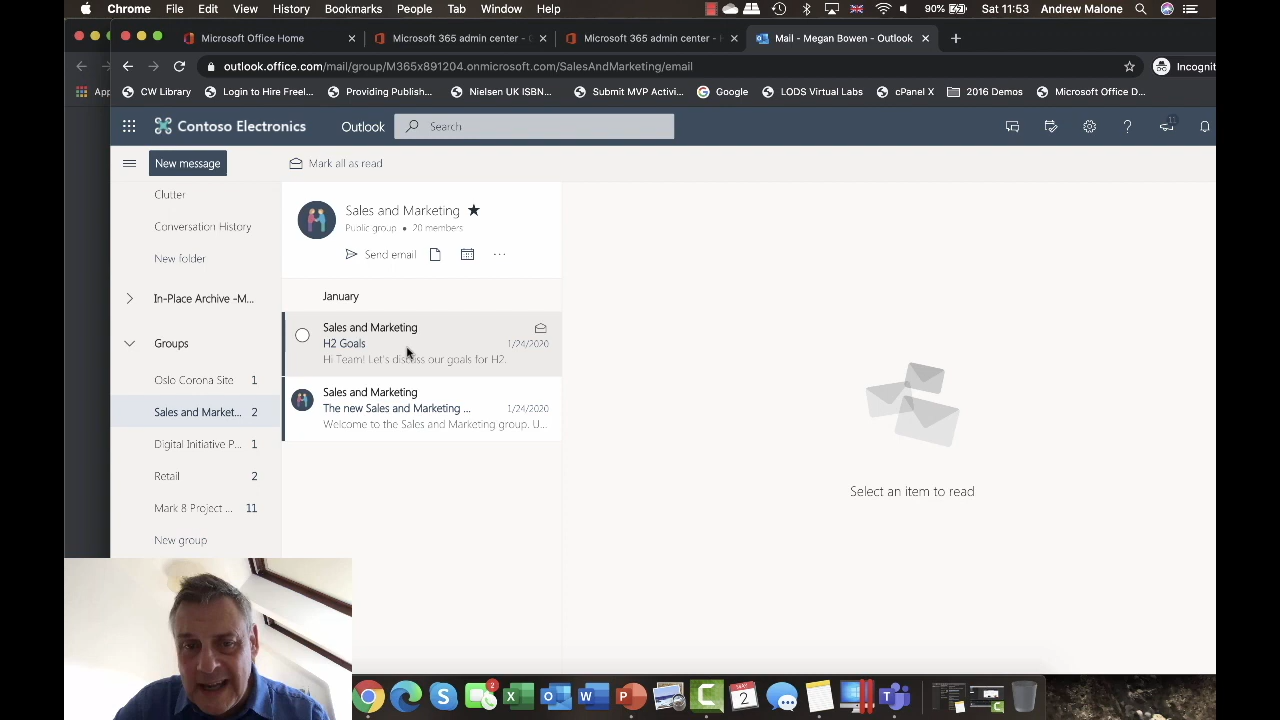 Chrome File Edit View History Bookmarks People Tab Window Help 90% Sat 11:53 Andrew Malone
Microsoft Office Home Microsoft 365 admin center - Microsoft 365 admin center - Mail - Megan Bowen - Outlook
outlook.office.com/mail/group/M365x891204.onmicrosoft.com/SalesAndMarketing/email Incognit
App CW Library Login to Hire Freel... Providing Publish... Nielsen UK ISBN... Submit MVP Activi... Google LODS Virtual Labs cPanel X 2016 Demos Microsoft Office D...
Contoso Electronics Outlook Search 11
New message Mark all as read
Clutter
Conversation History
New folder
In-Place Archive -M...
Groups
Oslo Corona Site 1
Sales and Market... 2
Digital Initiative P... 1
Retail 2
Mark 8 Project ... 11
New group
Sales and Marketing
Public group • 20 members
Send email
January
Sales and Marketing
H2 Goals 1/24/2020
Hi Team! Let's discuss our goals for H2.
Sales and Marketing
The new Sales and Marketing ... 1/24/2020
Welcome to the Sales and Marketing group. U...
Select an item to read
2